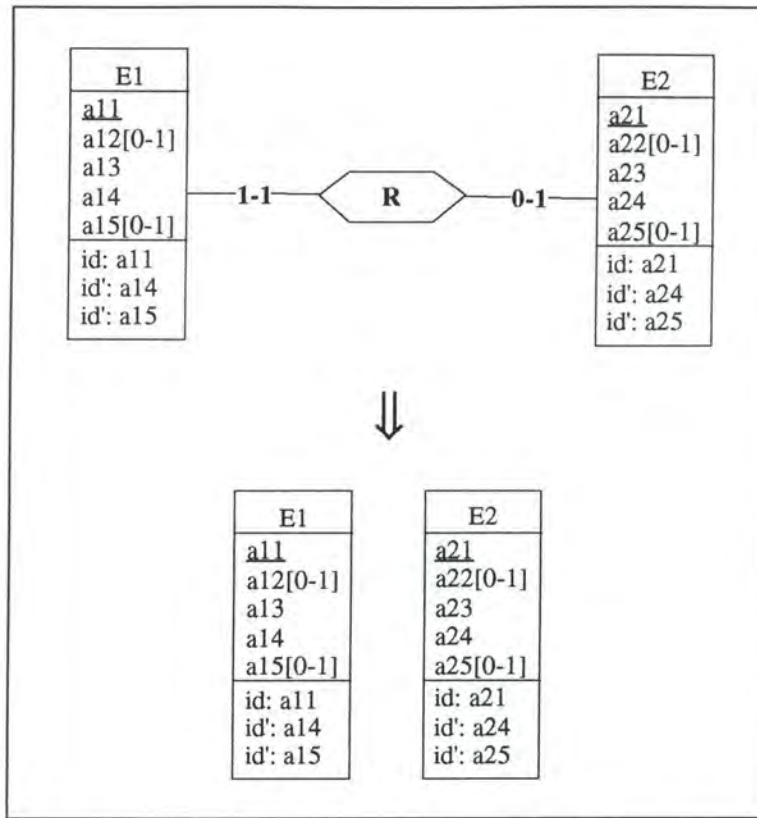 E1
a11
a12[0-1]
a13
a14
a15[0-1]
id: a11
id': a14
id': a15
1-1
R
0-1
E2
a21
a22[0-1]
a23
a24
a25[0-1]
id: a21
id': a24
id': a25
⇓
E1
a11
a12[0-1]
a13
a14
a15[0-1]
id: a11
id': a14
id': a15
E2
a21
a22[0-1]
a23
a24
a25[0-1]
id: a21
id': a24
id': a25